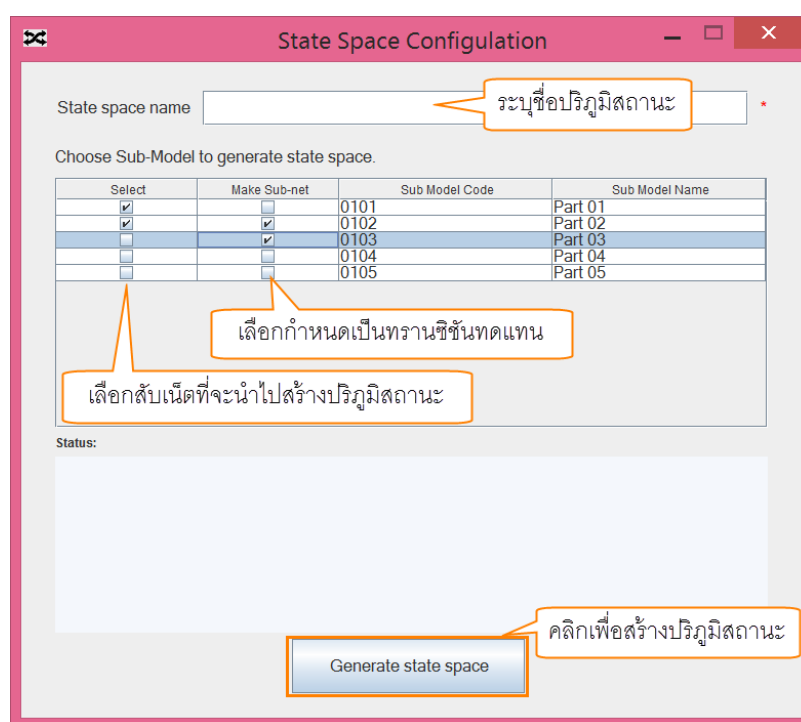 State Space Configulation
State space name
ระบุชื่อปริภูมิสถานะ
*
Choose Sub-Model to generate state space.
Select Make Sub-net Sub Model Code Sub Model Name
0101 Part 01
0102 Part 02
0103 Part 03
0104 Part 04
0105 Part 05
เลือกกำหนดเป็นทรานซิชันทดแทน
เลือกสับเน็ตที่จะนำไปสร้างปริภูมิสถานะ
Status:
คลิกเพื่อสร้างปริภูมิสถานะ
Generate state space